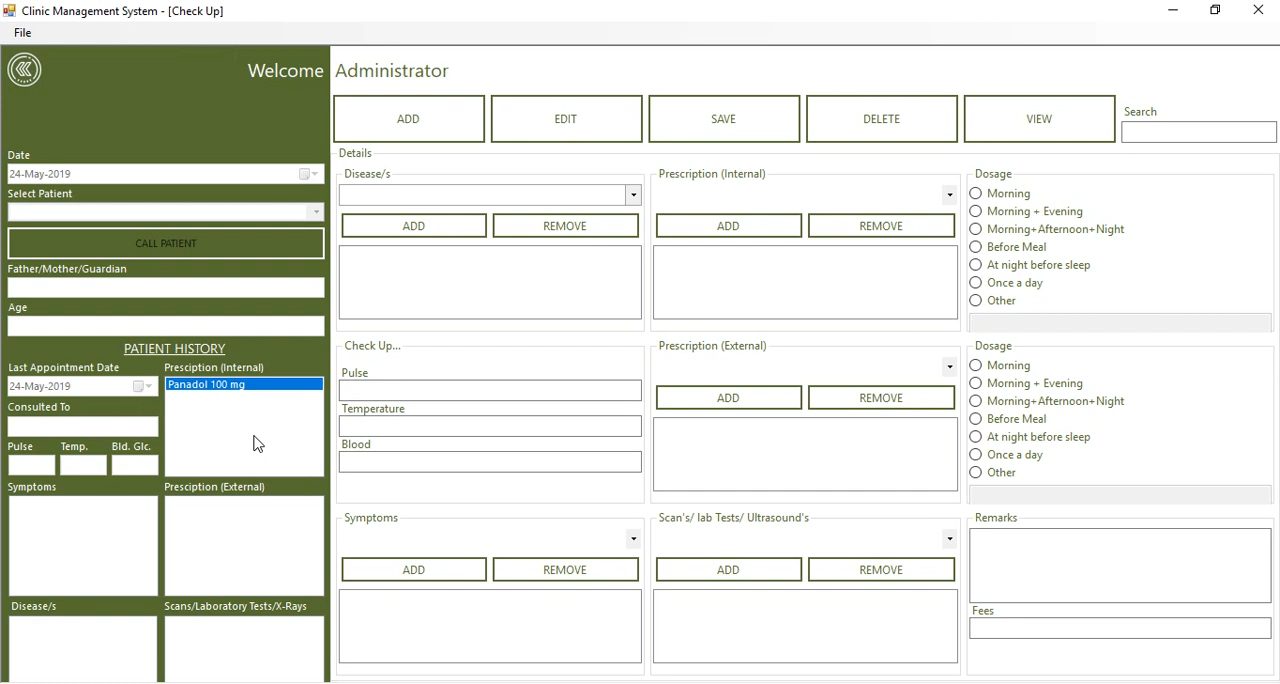 Clinic Management System - [Check Up]
File
Welcome Administrator
ADD
EDIT
SAVE
DELETE
VIEW
Search
Date
24-May-2019
Select Patient
CALL PATIENT
Father/Mother/Guardian
Age
PATIENT HISTORY
Last Appointment Date
Presciption (Internal)
24-May-2019
Panadol 100 mg
Consulted To
Pulse
Temp.
Bld. Glc.
Symptoms
Presciption (External)
Disease/s
Scans/Laboratory Tests/X-Rays
Details
Disease/s
ADD
REMOVE
Prescription (Internal)
ADD
REMOVE
Dosage
Morning
Morning + Evening
Morning+Afternoon+Night
Before Meal
At night before sleep
Once a day
Other
Check Up...
Pulse
Temperature
Blood
Prescription (External)
ADD
REMOVE
Dosage
Morning
Morning + Evening
Morning+Afternoon+Night
Before Meal
At night before sleep
Once a day
Other
Symptoms
ADD
REMOVE
Scan's/ lab Tests/ Ultrasound's
ADD
REMOVE
Remarks
Fees